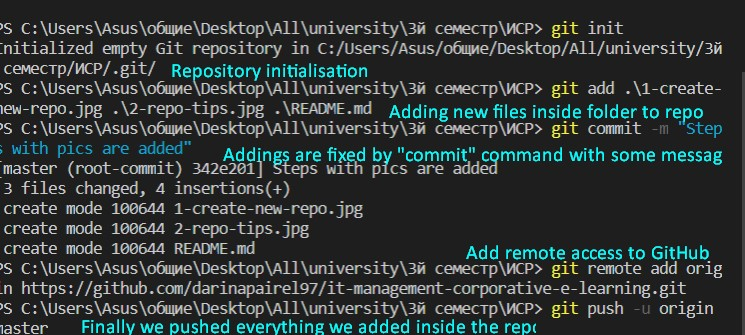 PS C:\Users\Asus\общие\Desktop\All\university\3й семестр\ИСР> git init
Initialized empty Git repository in C:/Users/Asus/общие/Desktop/All/university/3й
семестр/ИСР/.git/ Repository initialisation
PS C:\Users\Asus\общие\Desktop\All\university\3й семестр\ИСР> git add .\1-create-
new-repo.jpg .\2-repo-tips.jpg .\README.md Adding new files inside folder to repo
PS C:\Users\Asus\общие\Desktop\All\university\3й семестр\ИСР> git commit -m "Step
s with pics are added"
Addings are fixed by "commit" command with some messag
[master (root-commit) 342e201] Steps with pics are added
3 files changed, 4 insertions(+)
create mode 100644 1-create-new-repo.jpg
create mode 100644 2-repo-tips.jpg
create mode 100644 README.md
Add remote access to GitHub
PS C:\Users\Asus\общие\Desktop\All\university\3й семестр\ИСР> git remote add orig
in https://github.com/darinapairel97/it-management-corporative-e-learning.git
PS C:\Users\Asus\общие\Desktop\All\university\3й семестр\ИСР> git push -u origin
master Finally we pushed everything we added inside the repo